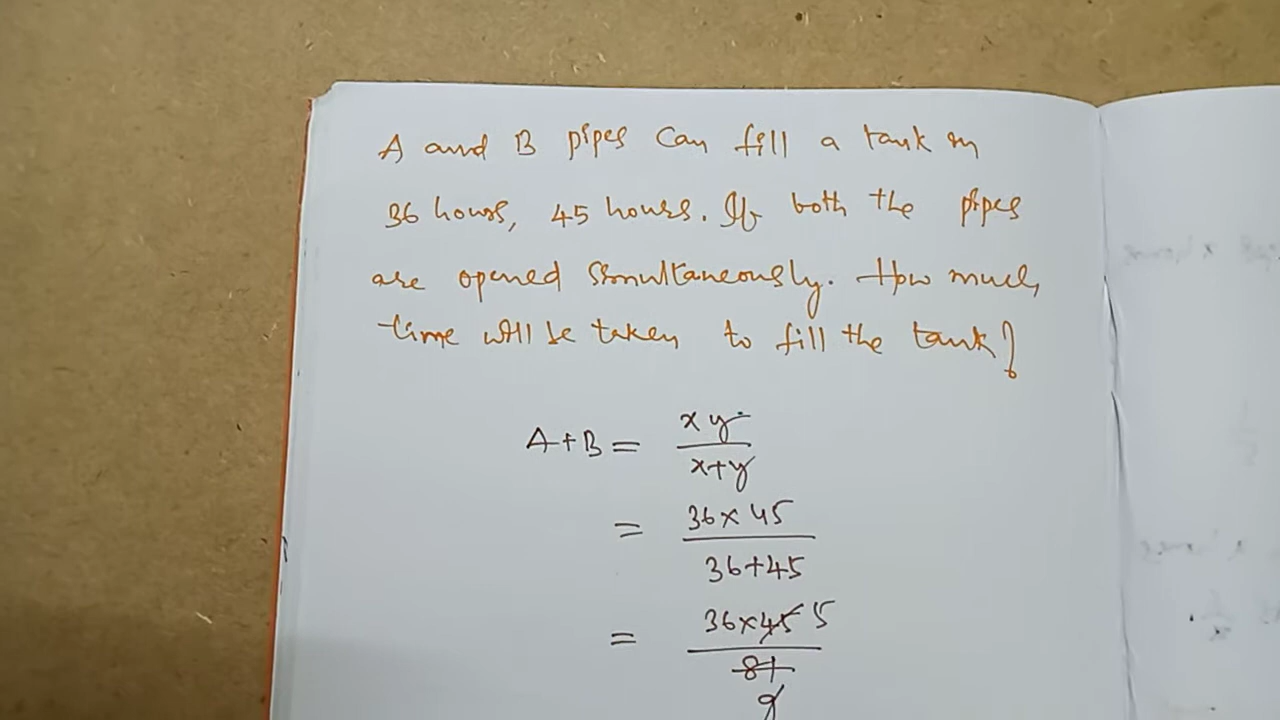 A and B pipes can fill a tank in
36 hours, 45 hours. If both the pipes
are opened simultaneously. How much
time will be taken to fill the tank?
A+B = xy/x+y
= 36×45/36+45
= 36×45 5/81 9